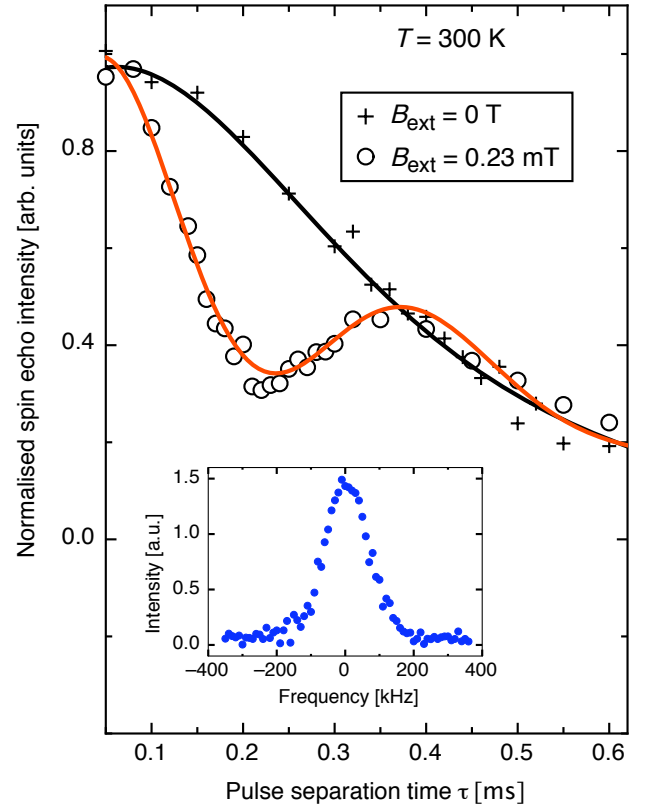 T = 300 K
B_ext = 0 T
B_ext = 0.23 mT
Normalised spin echo intensity [arb. units]
0.8
0.4
0.0
Intensity [a.u.]
1.5
1.0
0.5
0.0
−400 −200 0 200 400
Frequency [kHz]
0.1 0.2 0.3 0.4 0.5 0.6
Pulse separation time τ [ms]